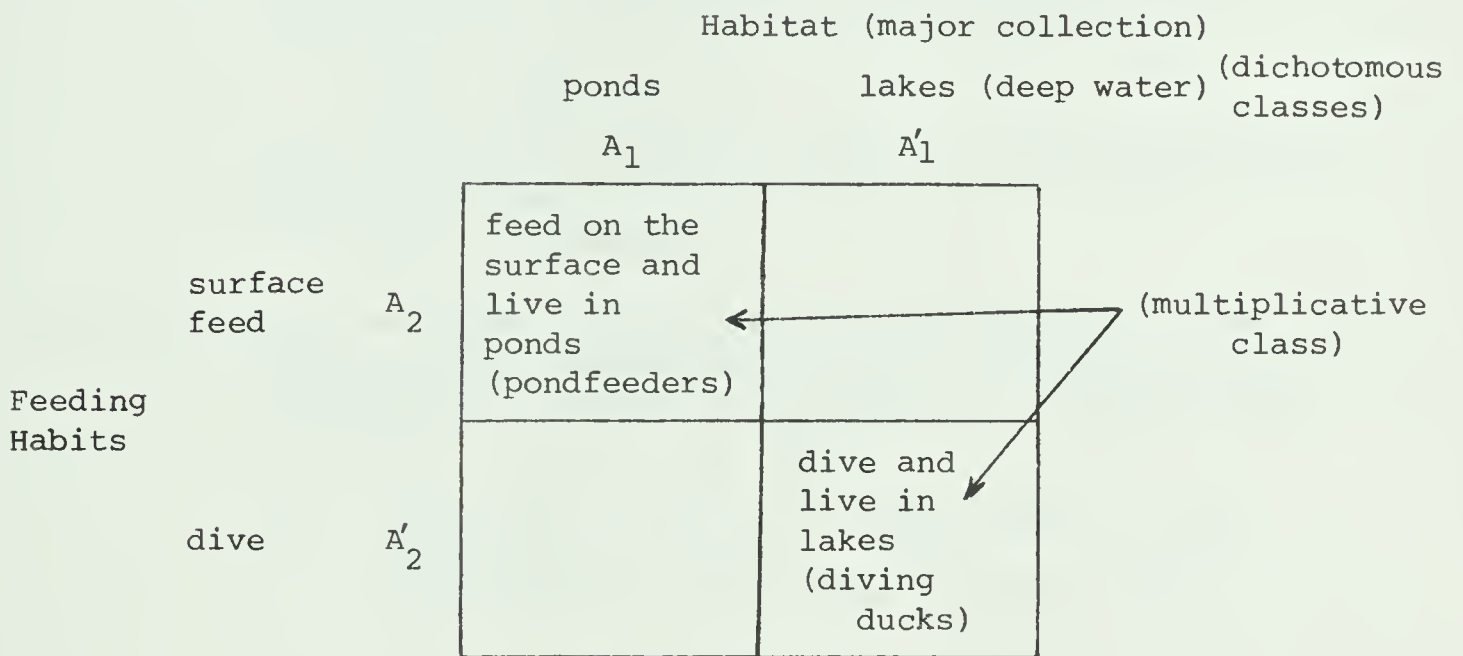 Habitat (major collection)
ponds lakes (deep water) (dichotomous
classes)
A1 A′1
feed on the
surface and
live in
ponds
(pondfeeders)
surface
feed
A2
(multiplicative
class)
Feeding
Habits
dive A′2
dive and
live in
lakes
(diving
ducks)